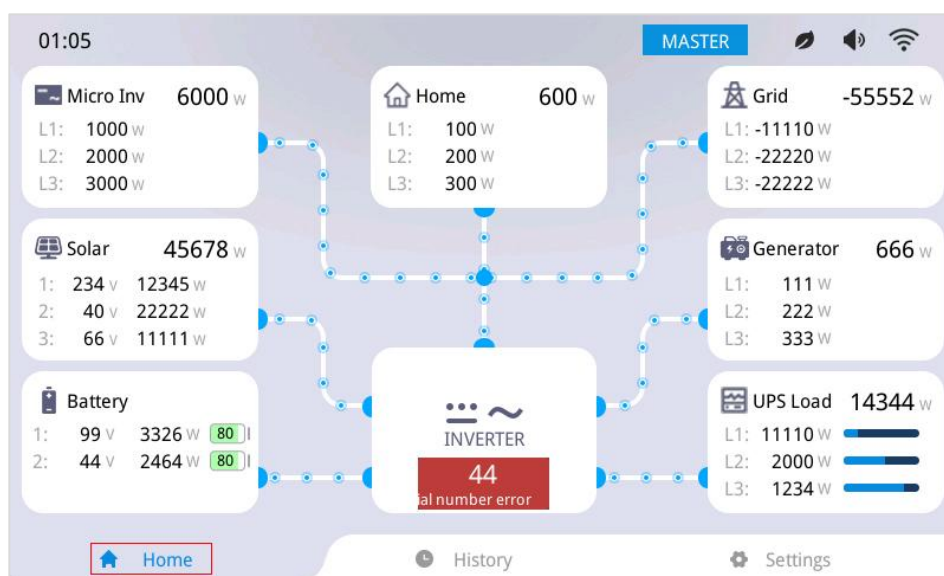 01:05
MASTER
Micro Inv 6000 W
L1: 1000 W
L2: 2000 W
L3: 3000 W
Home 600 W
L1: 100 W
L2: 200 W
L3: 300 W
Grid -55552 W
L1: -11110 W
L2: -22220 W
L3: -22222 W
Solar 45678 W
1: 234 V 12345 W
2: 40 V 22222 W
3: 66 V 11111 W
Generator 666 W
L1: 111 W
L2: 222 W
L3: 333 W
Battery
1: 99 V 3326 W 80
2: 44 V 2464 W 80
INVERTER
44
ial number error
UPS Load 14344 W
L1: 11110 W
L2: 2000 W
L3: 1234 W
Home
History
Settings